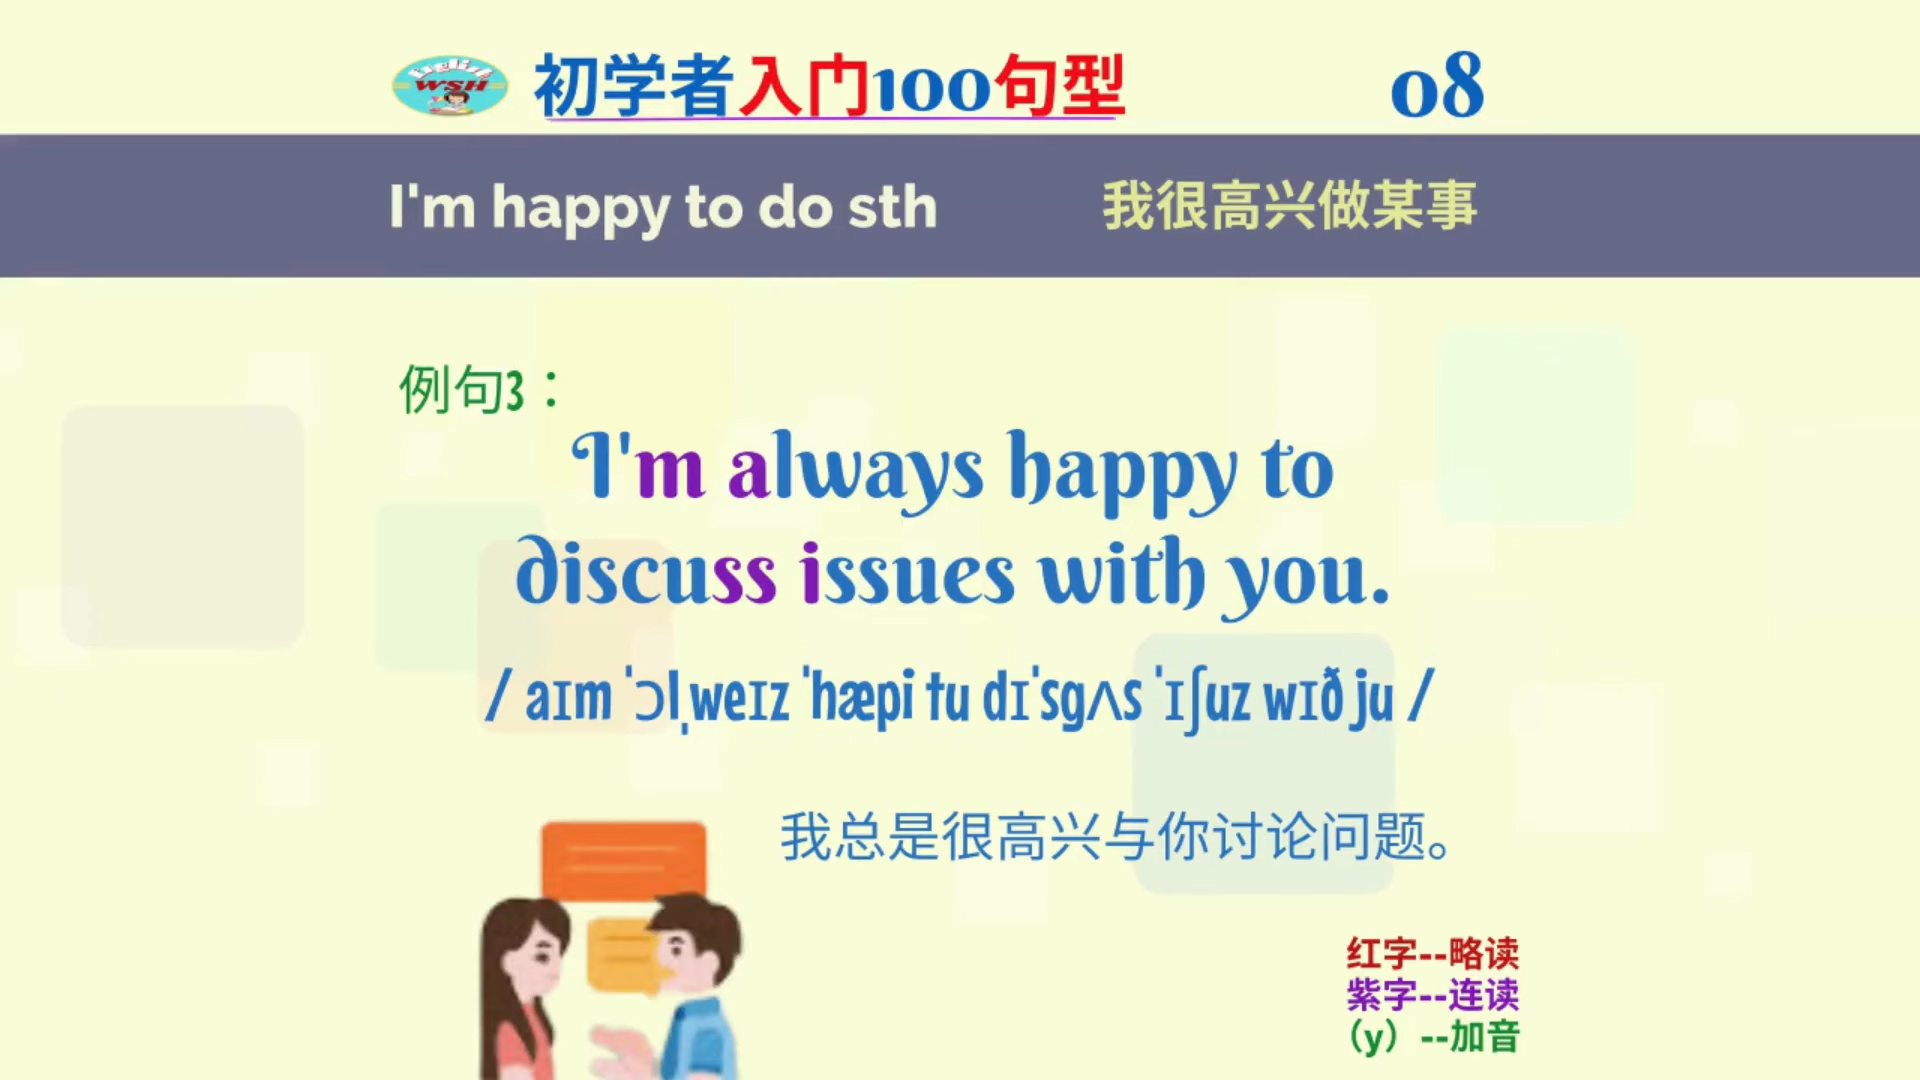 English
WSH
初学者入门100句型
08
I'm happy to do sth
我很高兴做某事
例句3：
I'm always happy to
discuss issues with you.
/ aɪm ˈɔlˌweɪz ˈhæpi tu dɪˈsgʌs ˈɪʃuz wɪð ju /
我总是很高兴与你讨论问题。
红字--略读
紫字--连读
（y）--加音